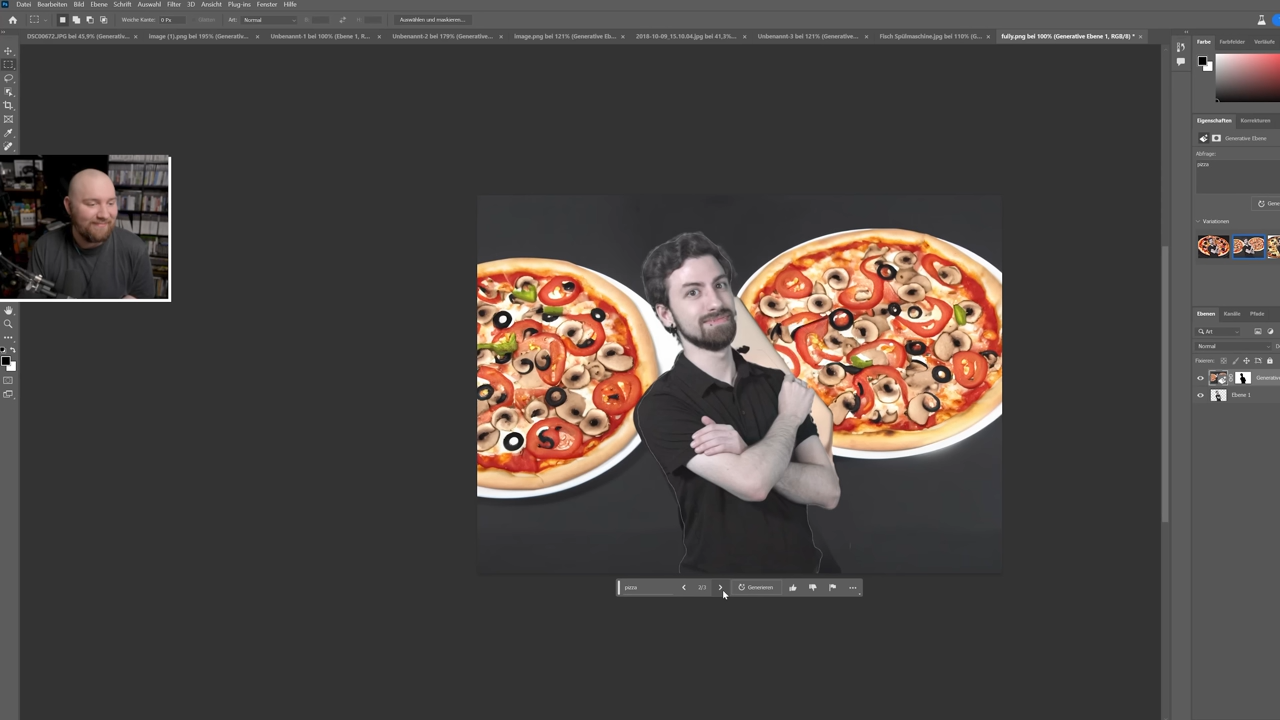 Datei Bearbeiten Bild Ebene Schrift Auswahl Filter 3D Ansicht Plug-ins Fenster Hilfe
Weiche Kante: 0 Px Glätten Art: Normal Auswählen und maskieren...
DSC00672.JPG bei 45,9% (Generativ... × Image (1).png bei 195% (Generativ... × Unbenannt-1 bei 100% (Ebene 1, R... × Unbenannt-2 bei 179% (Generative... × Image.png bei 121% (Generative Eb... × 2018-10-09_15.10.04.jpg bei 41,3%... × Unbenannt-3 bei 121% (Generative... × Fisch Spülmaschine.jpg bei 110% (G... × fully.png bei 100% (Generative Ebene 1, RGB/8) * ×
Farbe Farbfelder Verläufe
Eigenschaften Korrekturen
Generative Ebene
Abfrage:
pizza
Gene
Variationen
Ebenen Kanäle Pfade
Art
Normal
Fixieren:
Generative
Ebene 1
pizza 2/3 Generieren